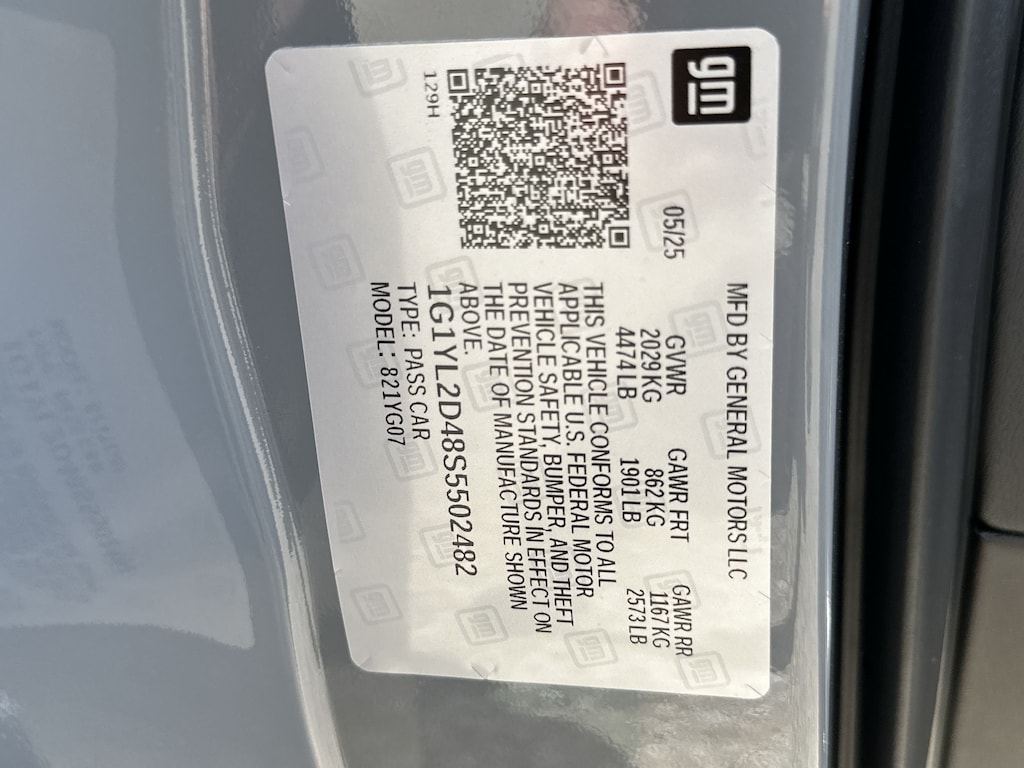 gm
MFD BY GENERAL MOTORS LLC
05/25
GVWR GAWR FRT GAWR RR
2029KG 862KG 1167KG
4474LB 1901LB 2573LB
THIS VEHICLE CONFORMS TO ALL
APPLICABLE U.S. FEDERAL MOTOR
VEHICLE SAFETY, BUMPER, AND THEFT
PREVENTION STANDARDS IN EFFECT ON
THE DATE OF MANUFACTURE SHOWN
ABOVE.
1G1YL2D48S5502482
TYPE: PASS CAR
MODEL: 821YG07
129H